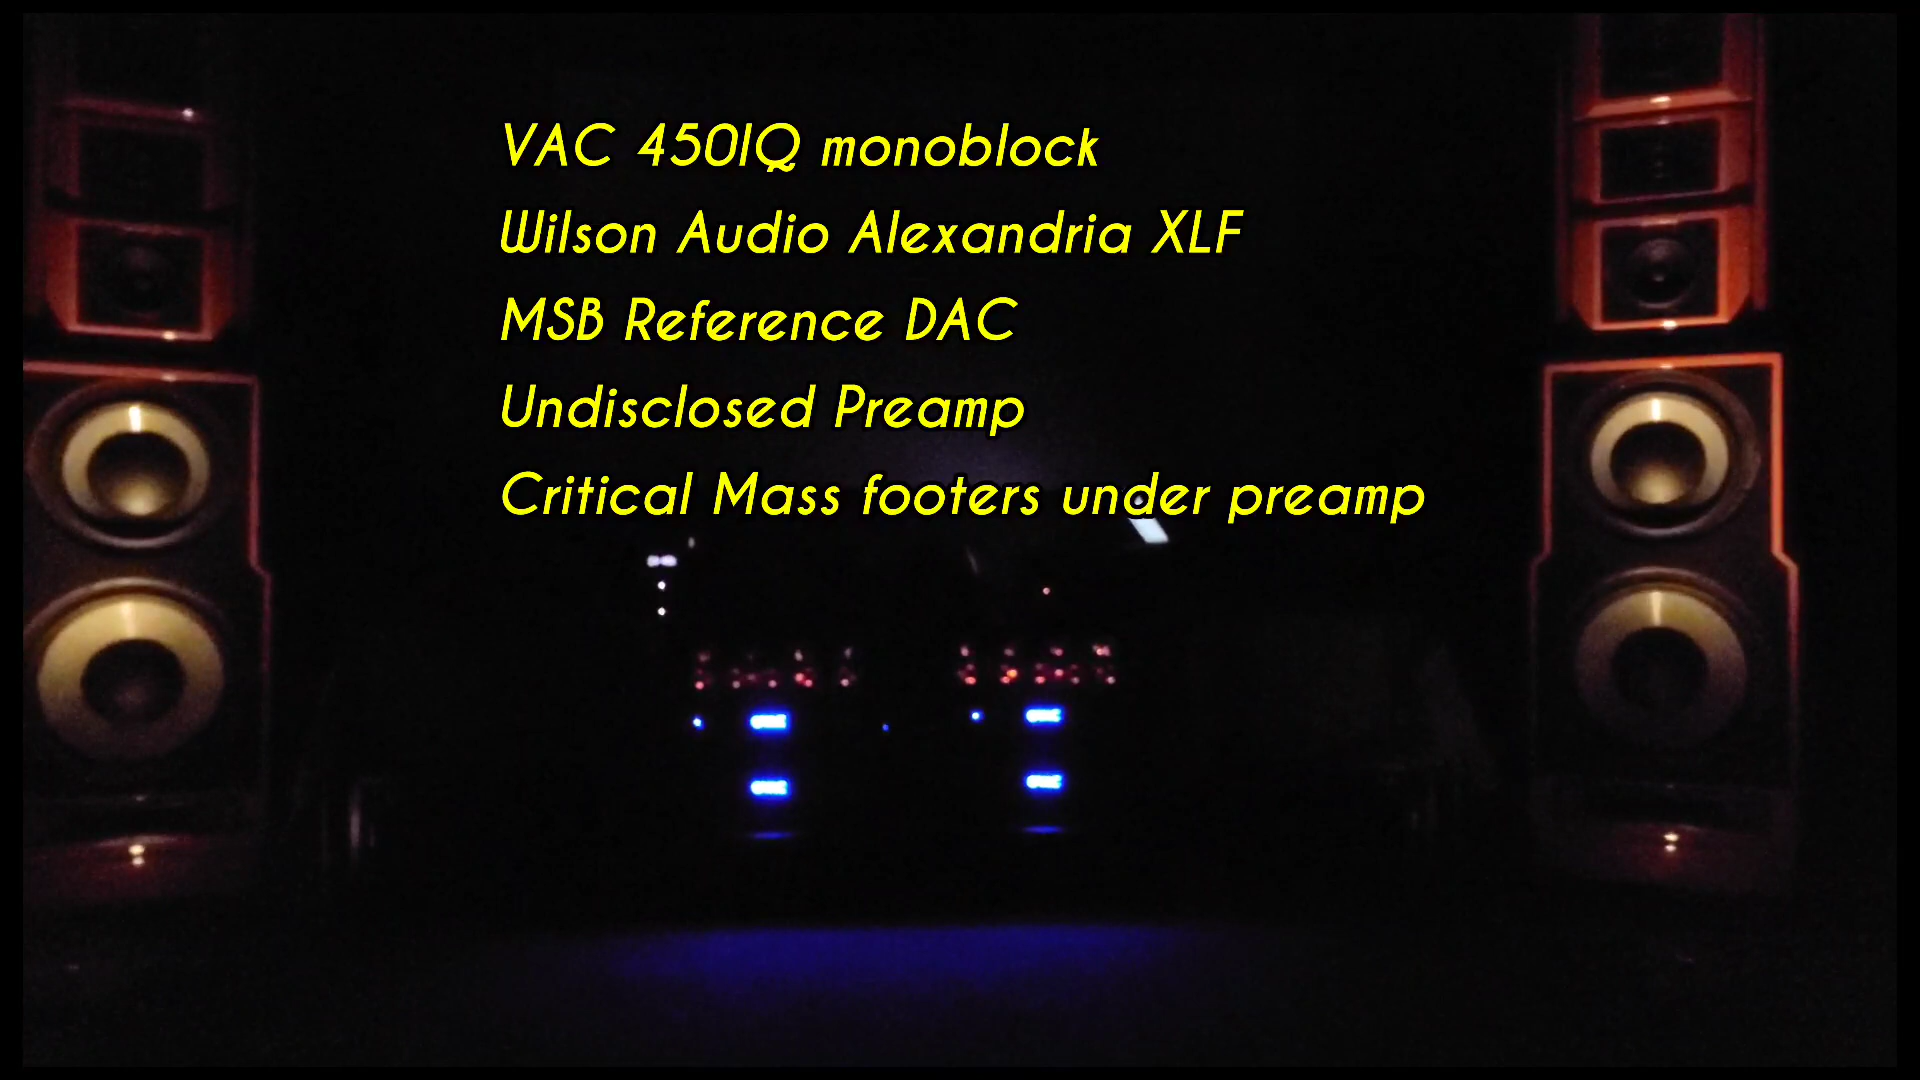 VAC 450IQ monoblock
Wilson Audio Alexandria XLF
MSB Reference DAC
Undisclosed Preamp
Critical Mass footers under preamp